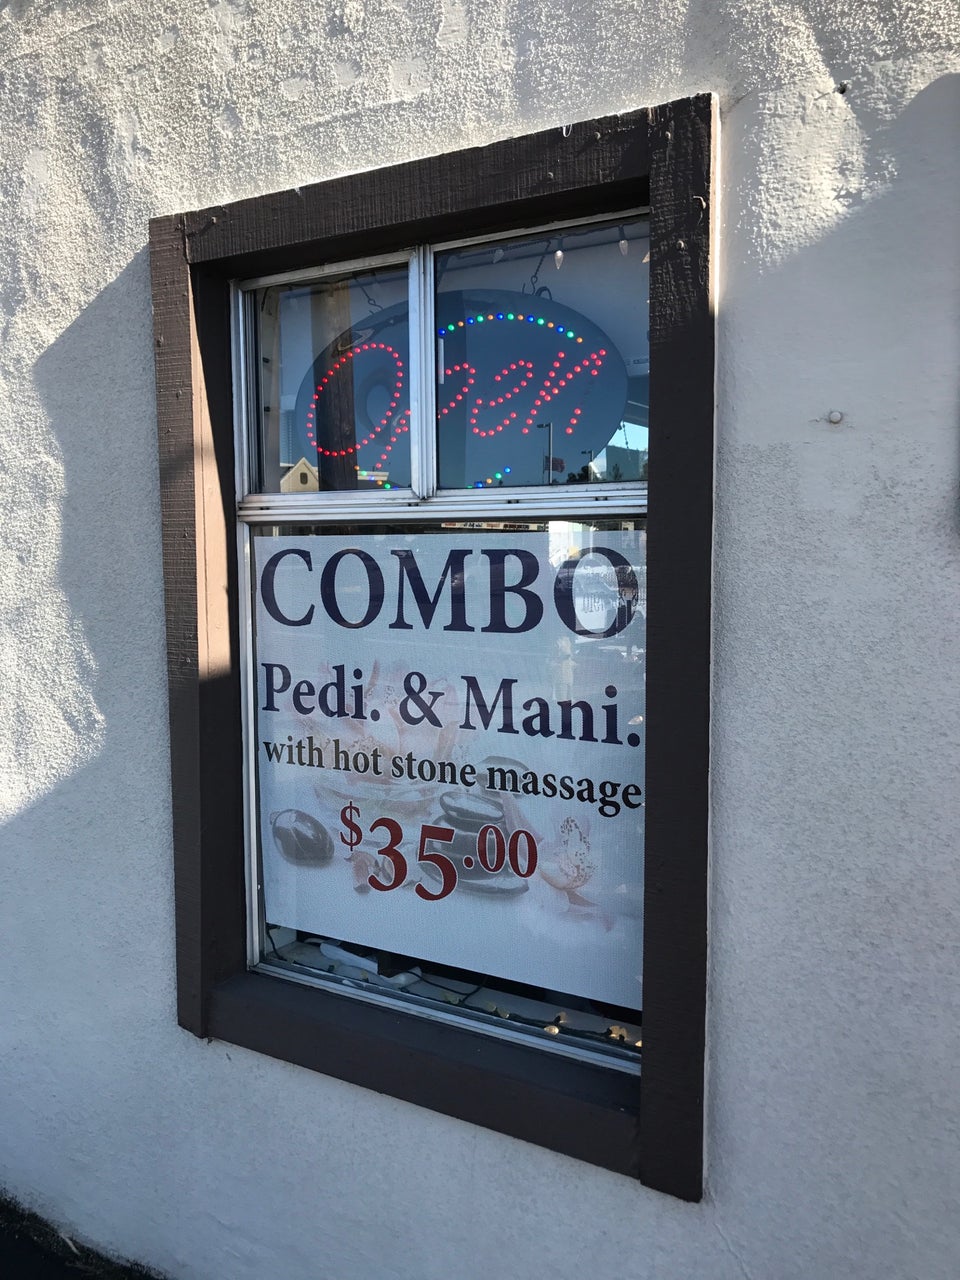 Open
COMBO
Pedi. & Mani.
with hot stone massage
$35.00